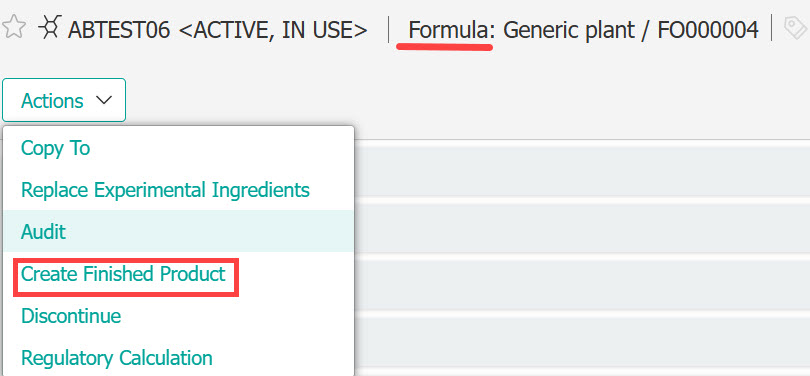 ABTEST06 <ACTIVE, IN USE> | Formula: Generic plant / FO000004
Actions
Copy To
Replace Experimental Ingredients
Audit
Create Finished Product
Discontinue
Regulatory Calculation